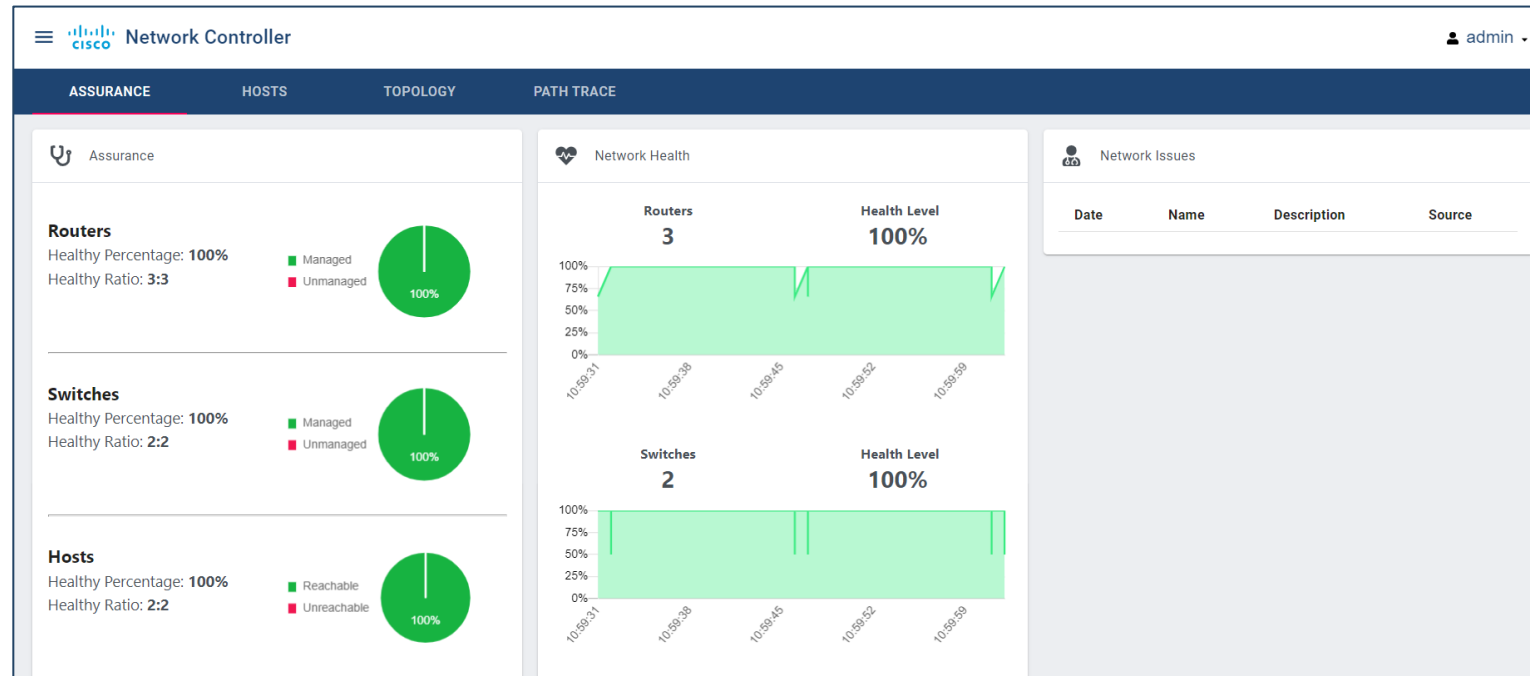 CISCO Network Controller
admin
ASSURANCE HOSTS TOPOLOGY PATH TRACE
Assurance
Routers
Healthy Percentage: 100%
Healthy Ratio: 3:3
Managed
Unmanaged
100%
Switches
Healthy Percentage: 100%
Healthy Ratio: 2:2
Managed
Unmanaged
100%
Hosts
Healthy Percentage: 100%
Healthy Ratio: 2:2
Reachable
Unreachable
100%
Network Health
Routers Health Level
3 100%
100%
75%
50%
25%
0%
10:59:31 10:59:38 10:59:45 10:59:52 10:59:59
Switches Health Level
2 100%
100%
75%
50%
25%
0%
10:59:31 10:59:38 10:59:45 10:59:52 10:59:59
Network Issues
Date Name Description Source